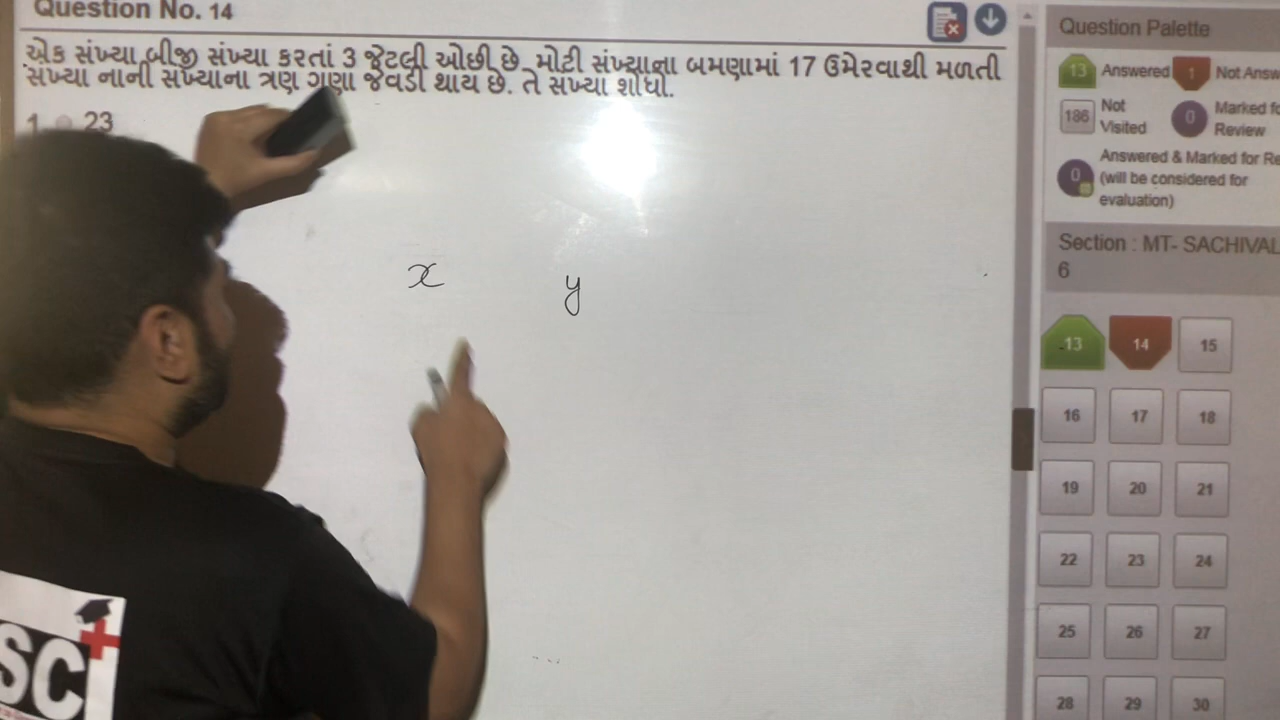 Question No. 14
એક સંખ્યા બીજી સંખ્યા કરતાં 3 જેટલી ઓછી છે. મોટી સંખ્યાના બમણામાં 17 ઉમેરવાથી મળતી
સંખ્યા નાની સંખ્યાના ત્રણ ગણા જેવડી થાય છે. તે સંખ્યા શોધો.
1. 23
x y
SC
Question Palette
13 Answered 1 Not Answ
186 Not Visited 0 Marked fo
Review
0 Answered & Marked for Re
(will be considered for
evaluation)
Section : MT- SACHIVAL
6
13 14 15
16 17 18
19 20 21
22 23 24
25 26 27
28 29 30